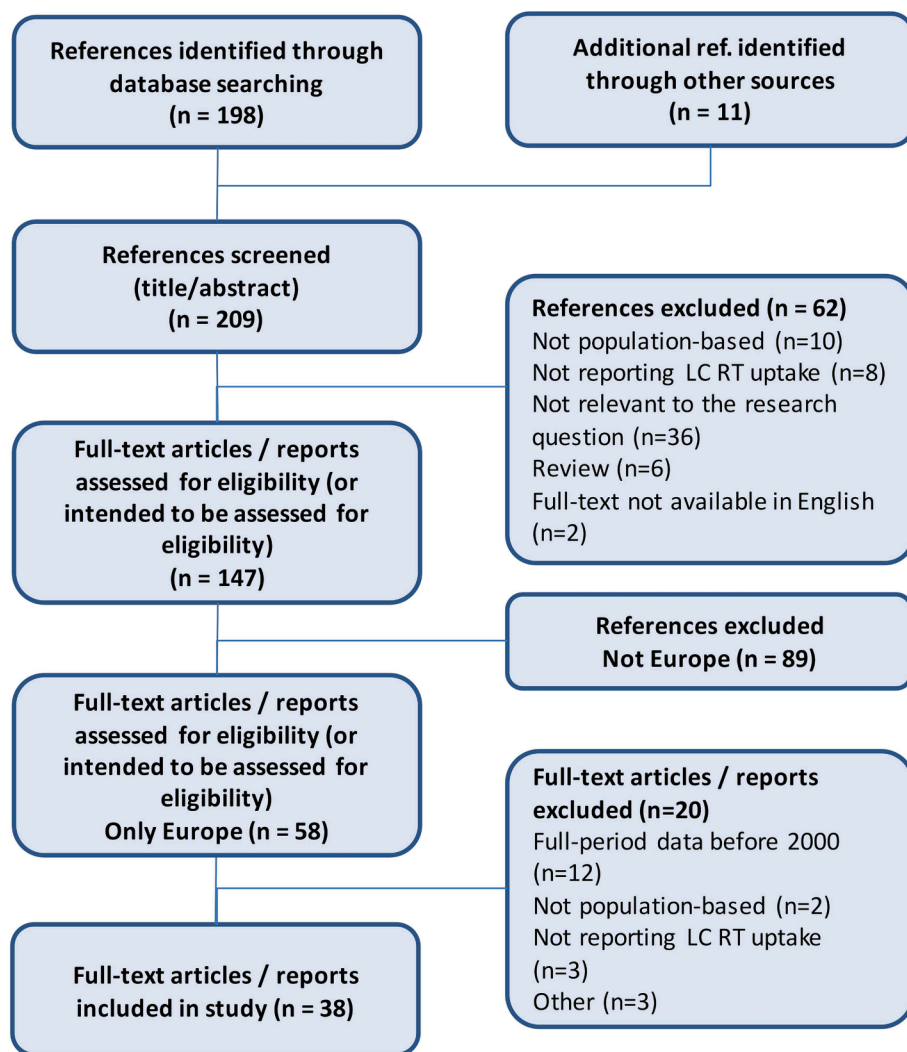 References identified through
database searching
(n = 198)
Additional ref. identified
through other sources
(n = 11)
References screened
(title/abstract)
(n = 209)
References excluded (n = 62)
Not population-based (n=10)
Not reporting LC RT uptake (n=8)
Not relevant to the research
question (n=36)
Review (n=6)
Full-text not available in English
(n=2)
Full-text articles / reports
assessed for eligibility (or
intended to be assessed for
eligibility)
(n = 147)
References excluded
Not Europe (n = 89)
Full-text articles / reports
assessed for eligibility (or
intended to be assessed for
eligibility)
Only Europe (n = 58)
Full-text articles / reports
excluded (n=20)
Full-period data before 2000
(n=12)
Not population-based (n=2)
Not reporting LC RT uptake
(n=3)
Other (n=3)
Full-text articles / reports
included in study (n = 38)